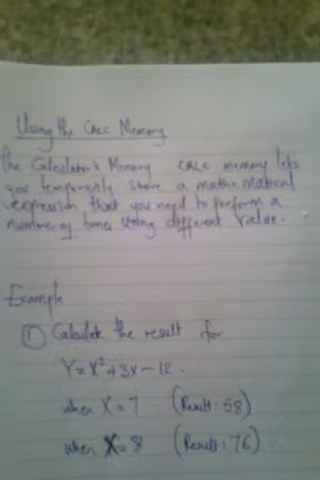 Using the CALC Memory
the Calculator's Memory CALC memory lets
you temporarily store a mathematical
expression that you need to perform a
number of times using different value.
Example
① Calculate the result for
Y=X²+3x-12.
when X=7 (Result: 58)
when X=8 (Result: 76)